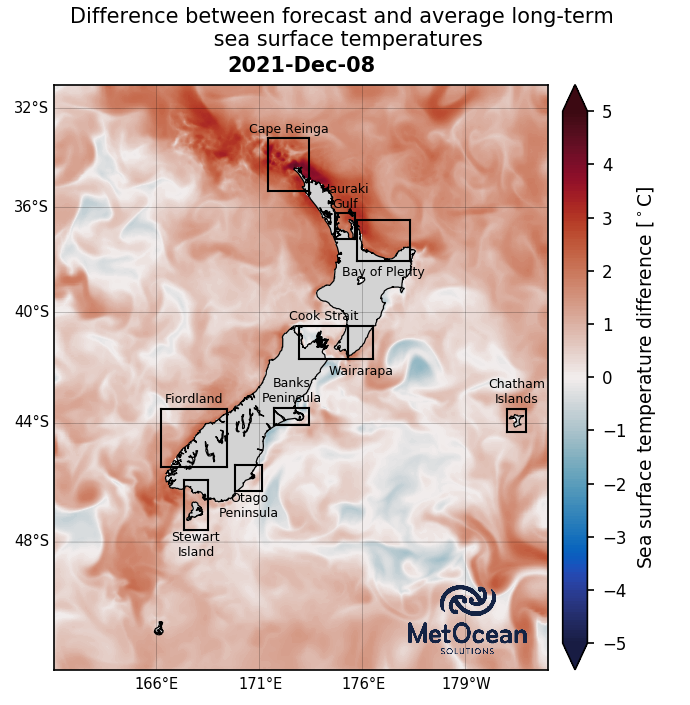 Difference between forecast and average long-term
sea surface temperatures
2021-Dec-08
32°S
36°S
40°S
44°S
48°S
Cape Reinga
Hauraki
Gulf
Bay of Plenty
Cook Strait
Wairarapa
Banks
Peninsula
Fiordland
Chatham
Islands
Otago
Peninsula
Stewart
Island
MetOcean
SOLUTIONS
166°E
171°E
176°E
179°W
5
4
3
2
1
0
−1
−2
−3
−4
−5
Sea surface temperature difference [°C]